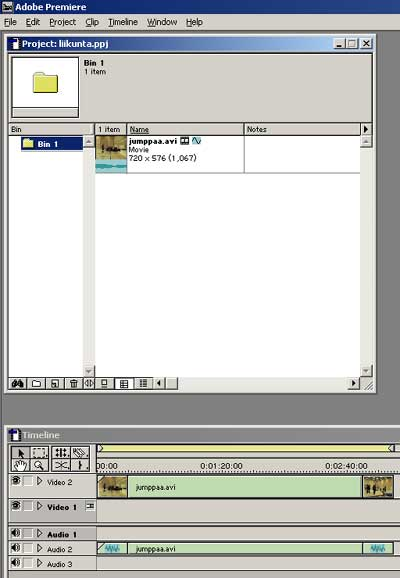 Adobe Premiere
File Edit Project Clip Timeline Window Help
Project: liikunta.ppj
Bin 1
1 item
Bin 1 item Name Notes
Bin 1
jumppaa.avi
Movie
720 x 576 (1,067)
Timeline
00:00 0:01:20:00 0:02:40:00
Video 2 jumppaa.avi
Video 1
Audio 1
Audio 2 jumppaa.avi
Audio 3